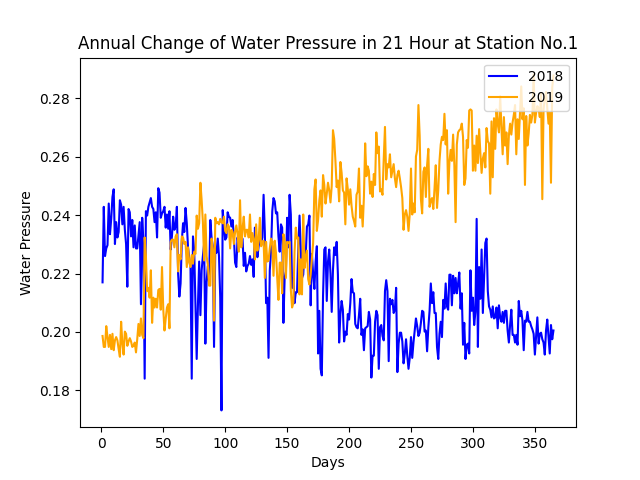 Annual Change of Water Pressure in 21 Hour at Station No.1
2018
2019
Water Pressure
0.28
0.26
0.24
0.22
0.20
0.18
0 50 100 150 200 250 300 350
Days